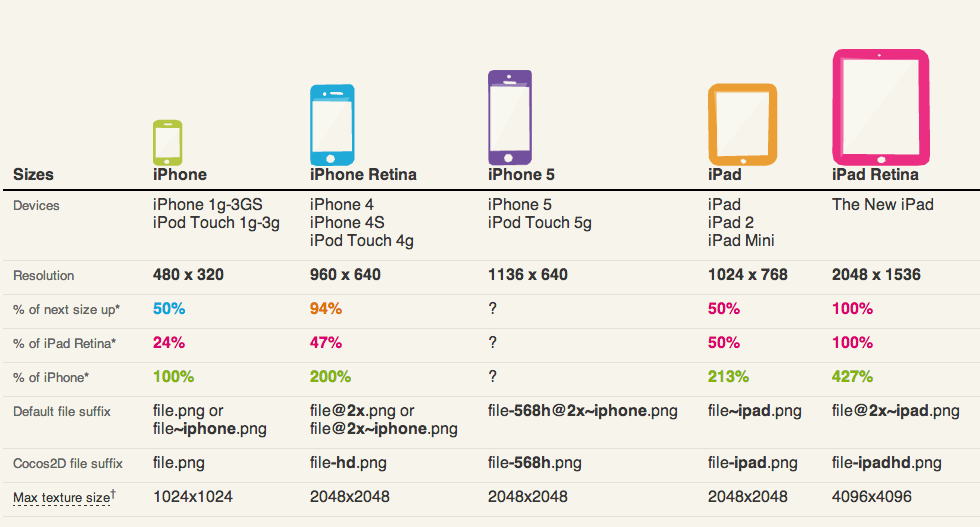 Sizes iPhone iPhone Retina iPhone 5 iPad iPad Retina
Devices iPhone 1g-3GS iPhone 4 iPhone 5 iPad The New iPad
iPod Touch 1g-3g iPhone 4S iPod Touch 5g iPad 2
iPod Touch 4g iPad Mini
Resolution 480 x 320 960 x 640 1136 x 640 1024 x 768 2048 x 1536
% of next size up* 50% 94% ? 50% 100%
% of iPad Retina* 24% 47% ? 50% 100%
% of iPhone* 100% 200% ? 213% 427%
Default file suffix file.png or file@2x.png or file-568h@2x~iphone.png file~ipad.png file@2x~ipad.png
file~iphone.png file@2x~iphone.png
Cocos2D file suffix file.png file-hd.png file-568h.png file-ipad.png file-ipadhd.png
Max texture size† 1024x1024 2048x2048 2048x2048 2048x2048 4096x4096